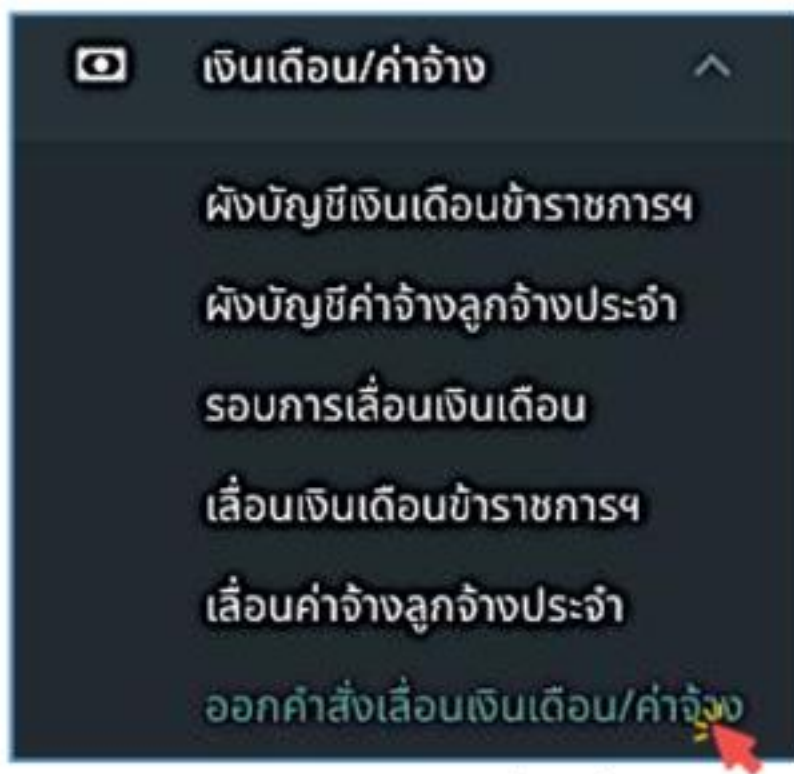 เงินเดือน/ค่าจ้าง
ผังบัญชีเงินเดือนข้าราชการฯ
ผังบัญชีค่าจ้างลูกจ้างประจำ
รอบการเลื่อนเงินเดือน
เลื่อนเงินเดือนข้าราชการฯ
เลื่อนค่าจ้างลูกจ้างประจำ
ออกคำสั่งเลื่อนเงินเดือน/ค่าจ้าง